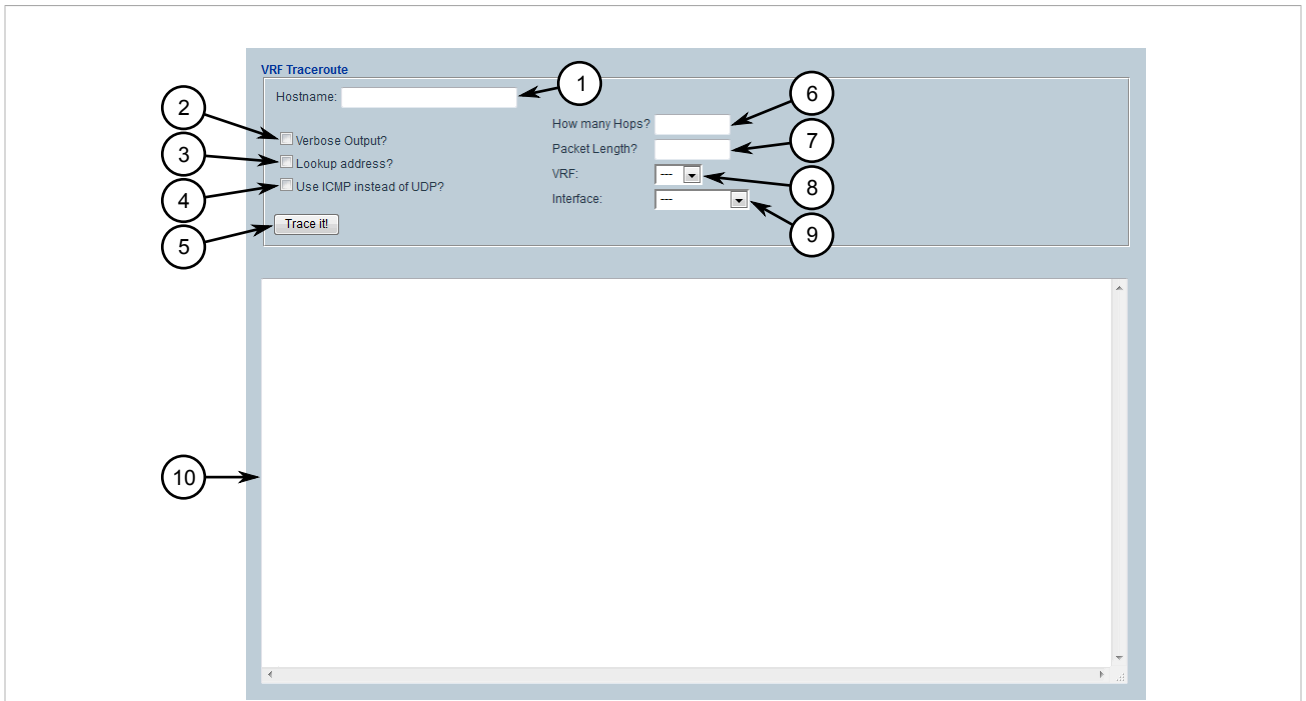 VRF Traceroute
Hostname:
1
2
Verbose Output?
3
Lookup address?
4
Use ICMP instead of UDP?
5
Trace it!
How many Hops?
6
Packet Length?
7
VRF: ---
8
Interface: ---
9
10